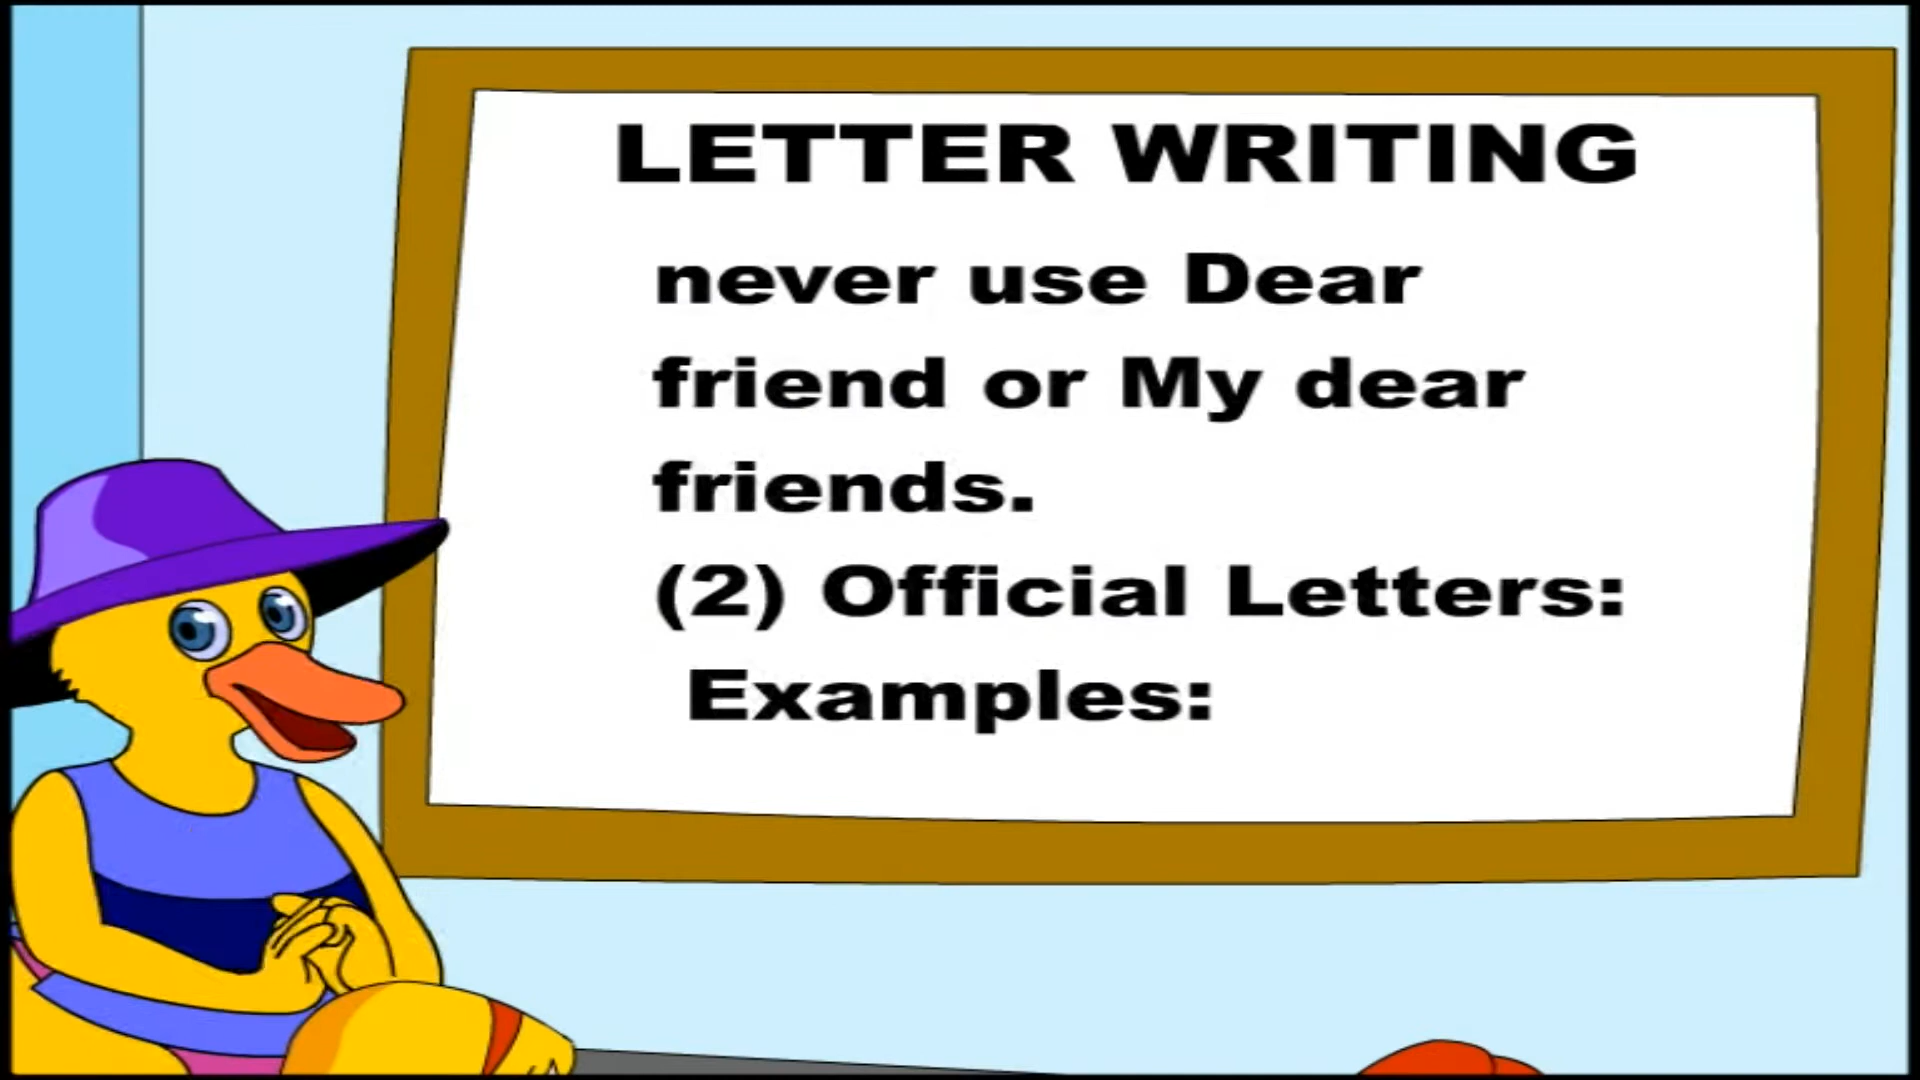 LETTER WRITING
never use Dear
friend or My dear
friends.
(2) Official Letters:
Examples: